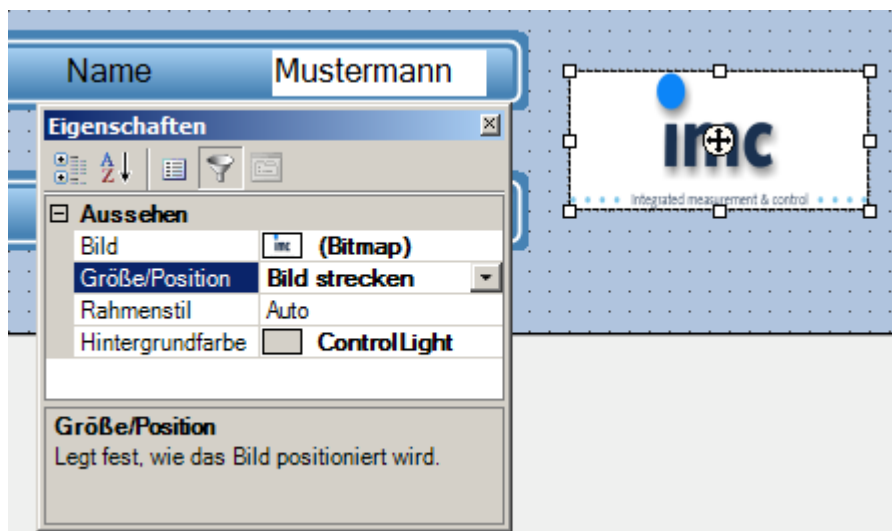 Name Mustermann
Eigenschaften
Aussehen
Bild imc (Bitmap)
Größe/Position Bild strecken
Rahmenstil Auto
Hintergrundfarbe ControlLight
Größe/Position
Legt fest, wie das Bild positioniert wird.
imc
Integrated measurement & control